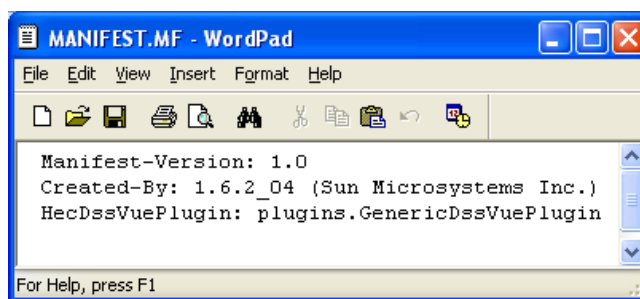 MANIFEST.MF - WordPad
File Edit View Insert Format Help
Manifest-Version: 1.0
Created-By: 1.6.2_04 (Sun Microsystems Inc.)
HecDssVuePlugin: plugins.GenericDssVuePlugin
For Help, press F1